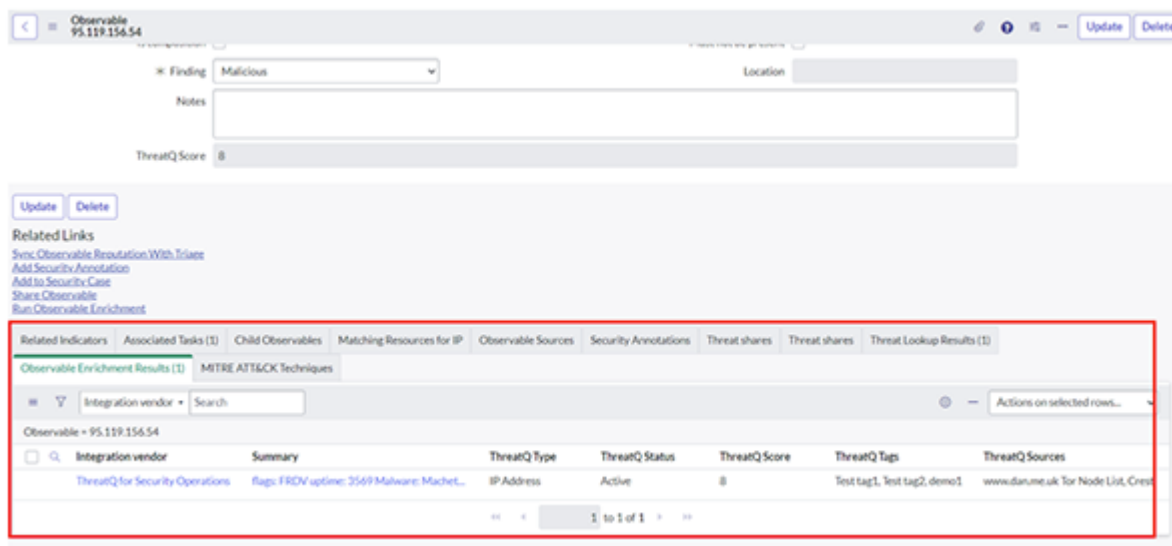 Observable
95.119.156.54
Update Delete
Is composition Must not be present
* Finding Malicious Location
Notes
ThreatQ Score 8
Update Delete
Related Links
Sync Observable Reputation With Triage
Add Security Annotation
Add to Security Case
Share Observable
Run Observable Enrichment
Related Indicators Associated Tasks (1) Child Observables Matching Resources for IP Observable Sources Security Annotations Threat shares Threat shares Threat Lookup Results (1)
Observable Enrichment Results (1) MITRE ATT&CK Techniques
Integration vendor Search Actions on selected rows...
Observable = 95.119.156.54
Integration vendor Summary ThreatQ Type ThreatQ Status ThreatQ Score ThreatQ Tags ThreatQ Sources
ThreatQ for Security Operations flags: FRDV uptime: 3569 Malware: Machet... IP Address Active 8 Test tag1, Test tag2, demo1 www.dan.me.uk Tor Node List, Crest
1 to 1 of 1